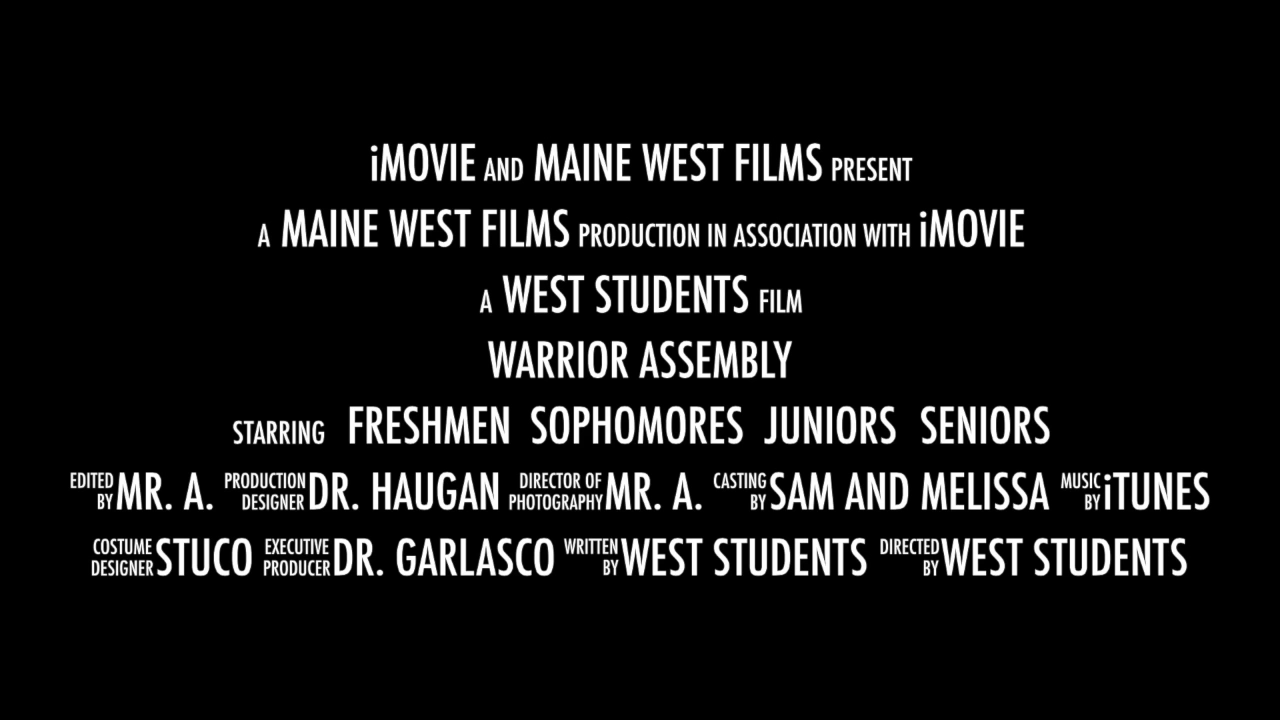 iMOVIE AND MAINE WEST FILMS PRESENT
A MAINE WEST FILMS PRODUCTION IN ASSOCIATION WITH iMOVIE
A WEST STUDENTS FILM
WARRIOR ASSEMBLY
STARRING FRESHMEN SOPHOMORES JUNIORS SENIORS
EDITED BY MR. A. PRODUCTION DESIGNER DR. HAUGAN DIRECTOR OF PHOTOGRAPHY MR. A. CASTING BY SAM AND MELISSA MUSIC BY iTUNES
COSTUME DESIGNER STUCO EXECUTIVE PRODUCER DR. GARLASCO WRITTEN BY WEST STUDENTS DIRECTED BY WEST STUDENTS